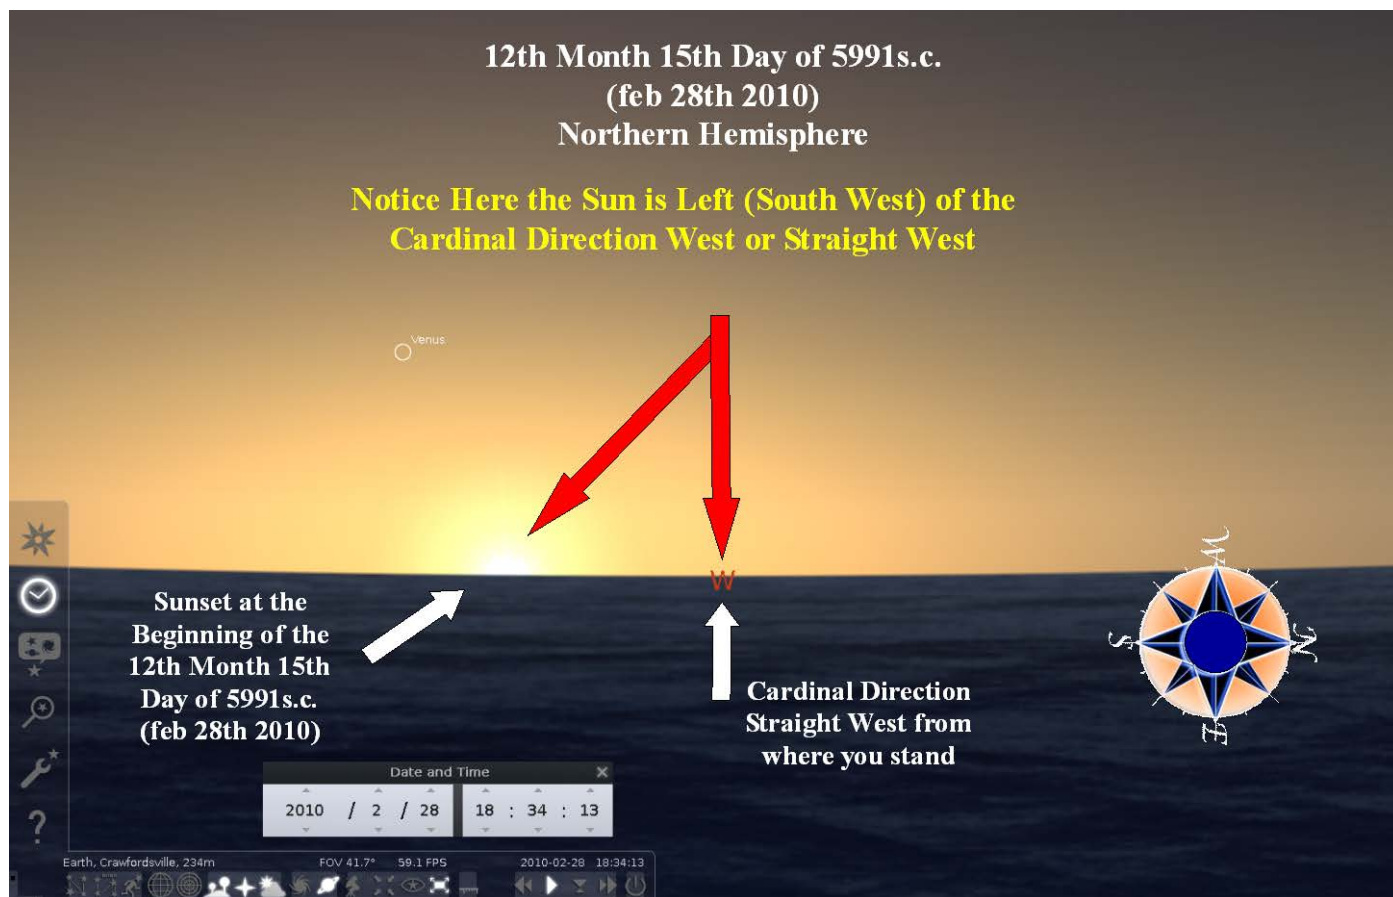 12th Month 15th Day of 5991s.c.
(feb 28th 2010)
Northern Hemisphere
Notice Here the Sun is Left (South West) of the
Cardinal Direction West or Straight West
Venus
W
W
S
N
E
Sunset at the
Beginning of the
12th Month 15th
Day of 5991s.c.
(feb 28th 2010)
Cardinal Direction
Straight West from
where you stand
Date and Time
2010 / 2 / 28 18 : 34 : 13
Earth, Crawfordsville, 234m FOV 41.7° 59.1 FPS 2010-02-28 18:34:13